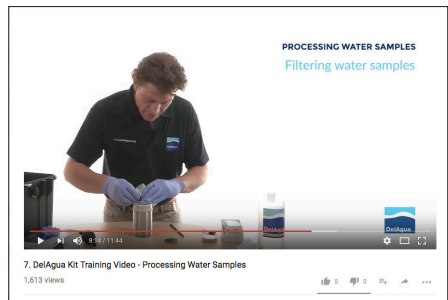 PROCESSING WATER SAMPLES
Filtering water samples
DelAgua
DelAgua
8:14 / 11:44
7. DelAgua Kit Training Video - Processing Water Samples
1,613 views
5
0